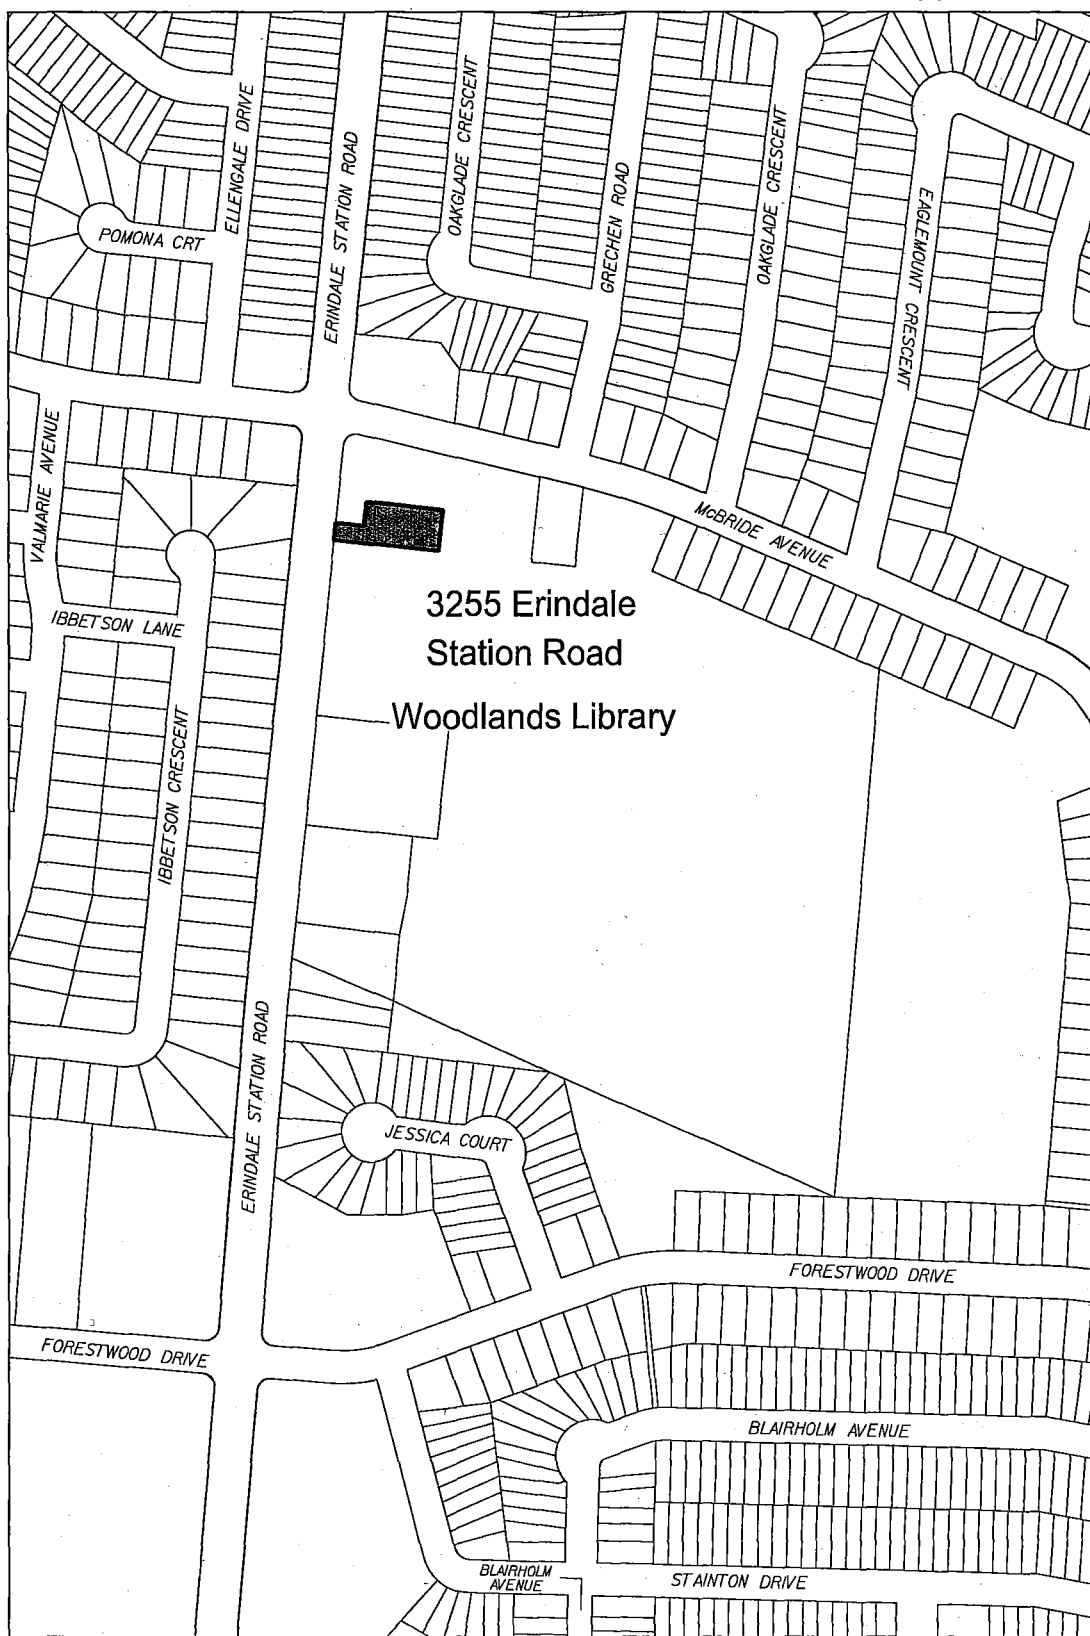 ELLENGALE DRIVE
ERINDALE STATION ROAD
OAKGLADE CRESCENT
GRECHEN ROAD
OAKGLADE CRESCENT
EAGLEMOUNT CRESCENT
POMONA CRT
VALMARIE AVENUE
McBRIDE AVENUE
IBBETSON LANE
3255 Erindale
Station Road
Woodlands Library
IBBETSON CRESCENT
ERINDALE STATION ROAD
JESSICA COURT
FORESTWOOD DRIVE
FORESTWOOD DRIVE
BLAIRHOLM AVENUE
BLAIRHOLM
AVENUE
STAINTON DRIVE